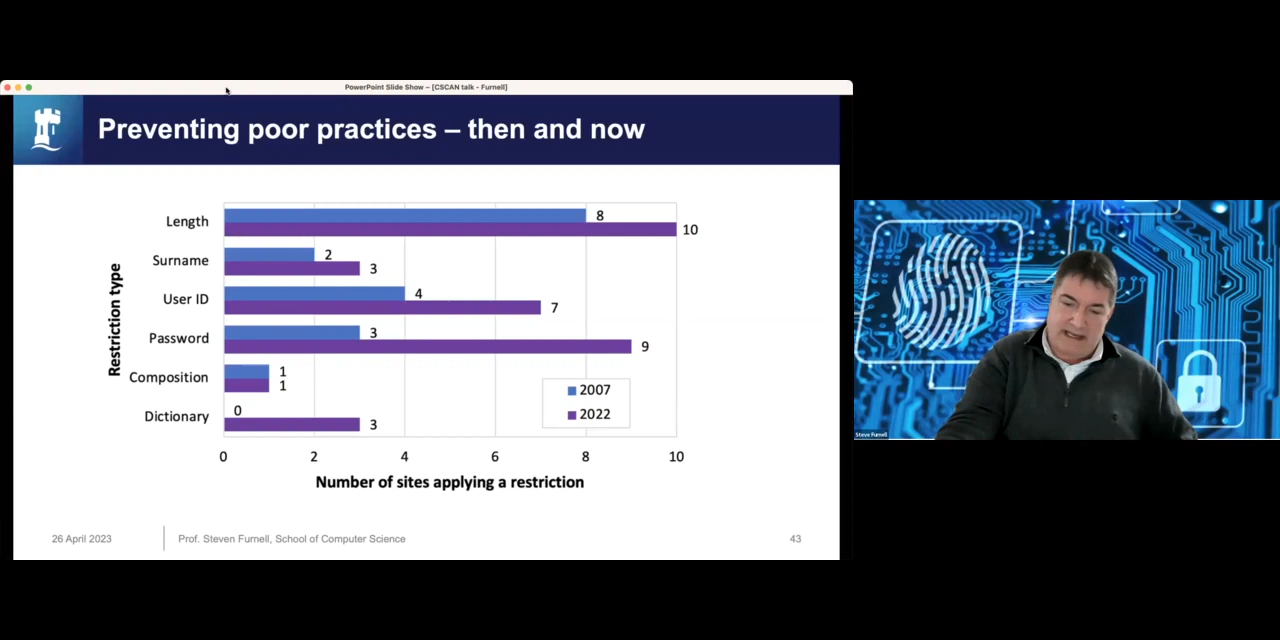 PowerPoint Slide Show – [CSCAN talk - Furnell]
Preventing poor practices – then and now
Restriction type
Length
8
10
Surname
2
3
User ID
4
7
Password
3
9
Composition
1
1
Dictionary
0
3
2007
2022
0 2 4 6 8 10
Number of sites applying a restriction
26 April 2023
Prof. Steven Furnell, School of Computer Science
43
Steve Furnell